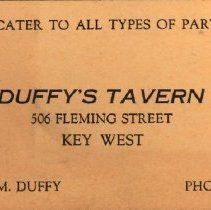 CATER TO ALL TYPES OF PART
DUFFY'S TAVERN
506 FLEMING STREET
KEY WEST
M. DUFFY PHO